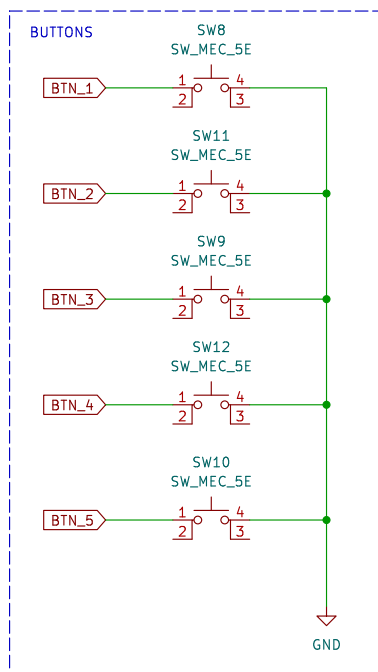 BUTTONS
SW8
SW_MEC_5E
BTN_1
1
4
2
3
SW11
SW_MEC_5E
BTN_2
1
4
2
3
SW9
SW_MEC_5E
BTN_3
1
4
2
3
SW12
SW_MEC_5E
BTN_4
1
4
2
3
SW10
SW_MEC_5E
BTN_5
1
4
2
3
GND